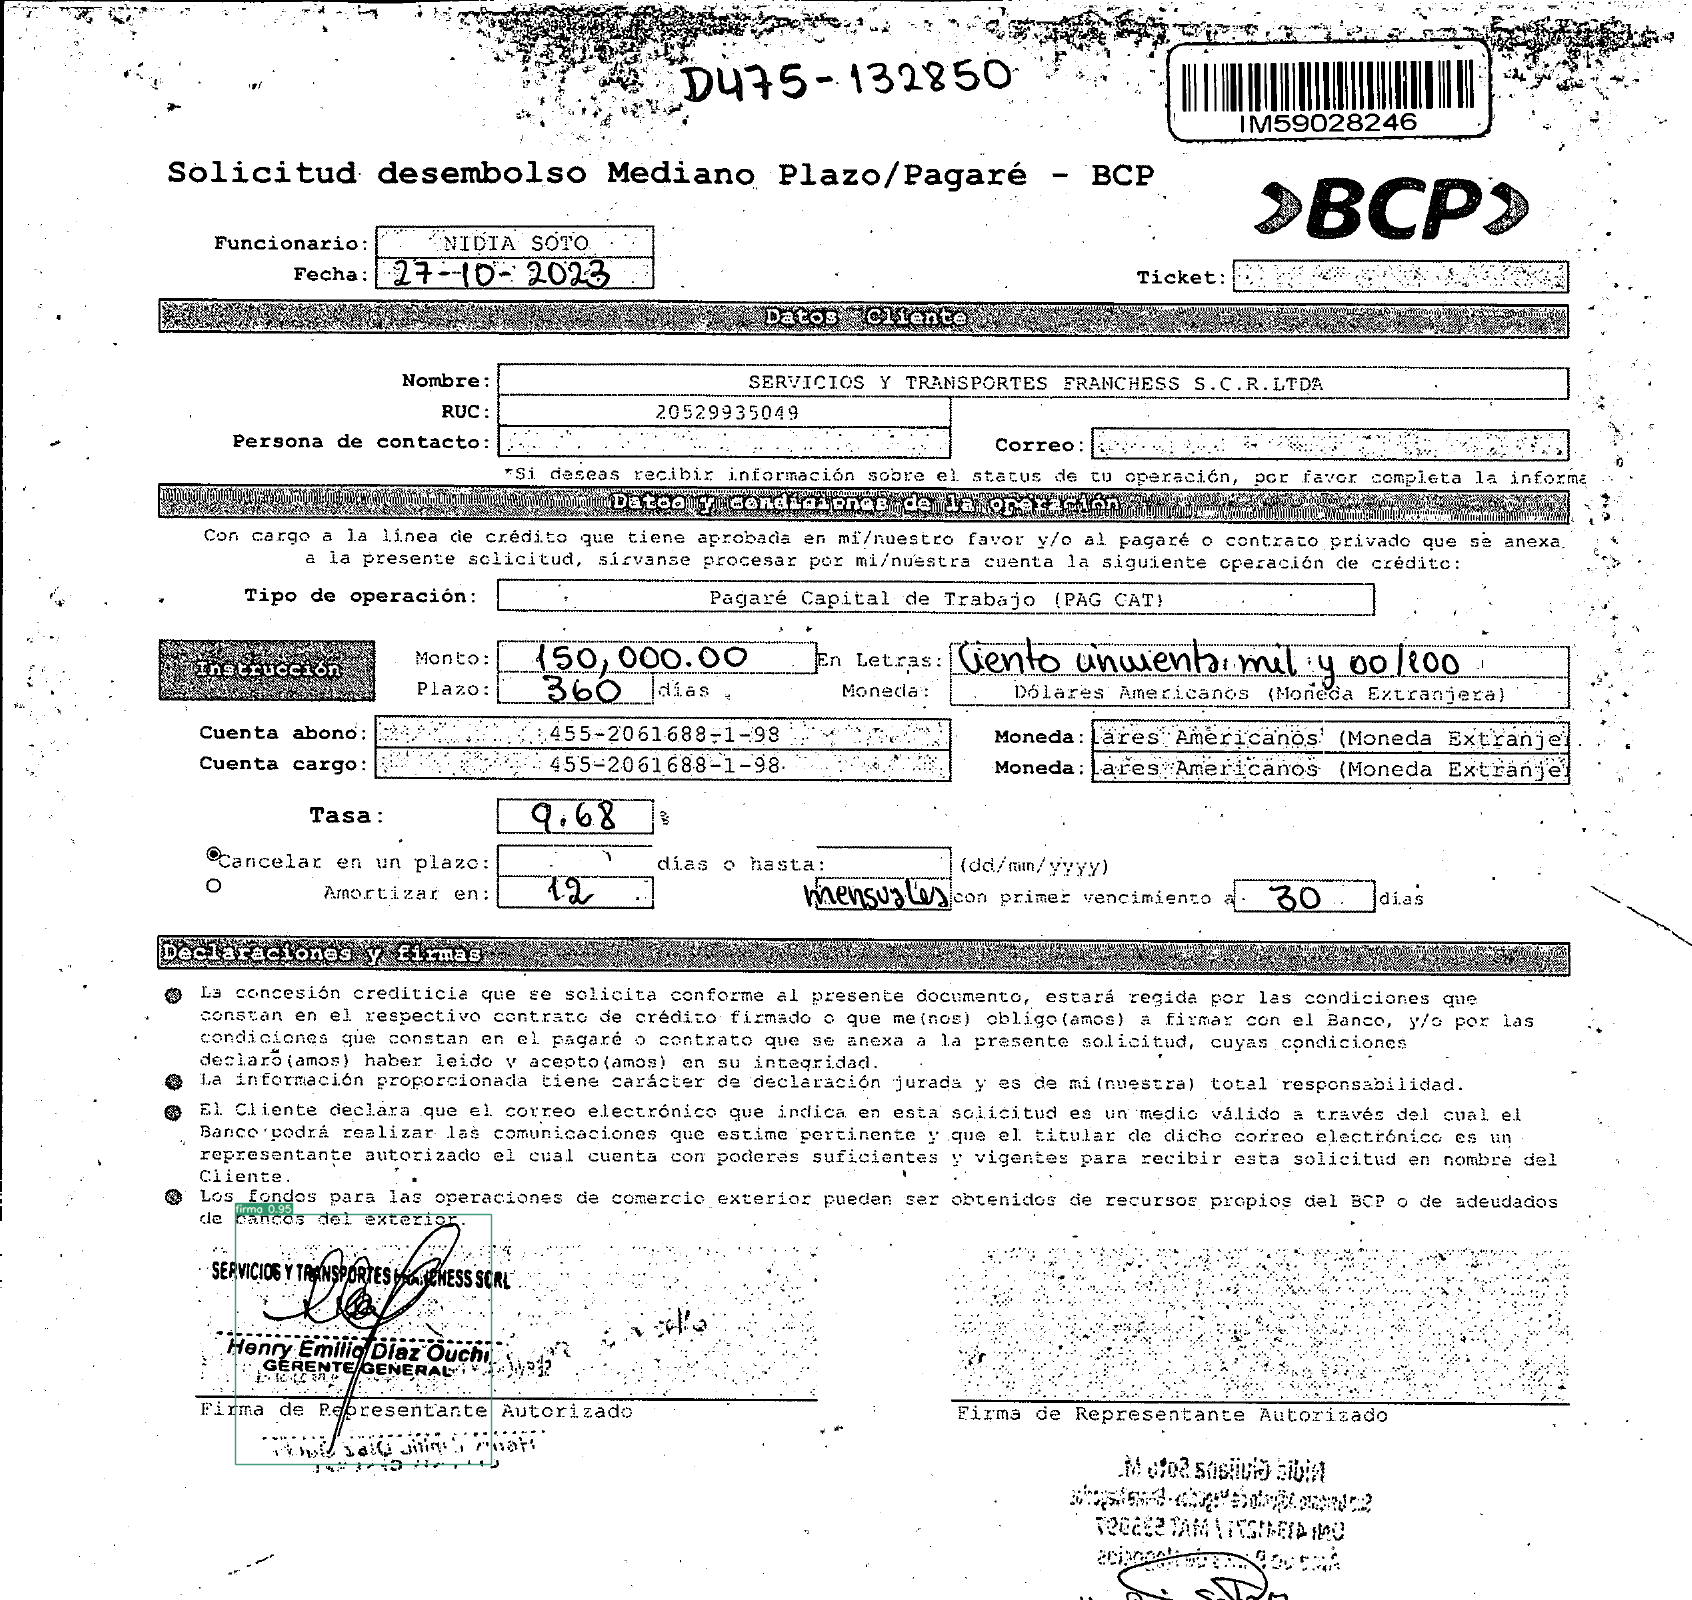 D475-132850
IM59028246
Solicitud desembolso Mediano Plazo/Pagaré - BCP
BCP
Funcionario: NIDIA SOTO
Fecha: 27-10-2023
Ticket:
Datos Cliente
Nombre: SERVICIOS Y TRANSPORTES FRANCHESS S.C.R.LTDA
RUC: 20529935049
Persona de contacto: Correo:
*Si deseas recibir información sobre el status de tu operación, por favor completa la informa
Datos y condiciones de la operación
Con cargo a la línea de crédito que tiene aprobada en mi/nuestro favor y/o al pagaré o contrato privado que se anexa
a la presente solicitud, sírvanse procesar por mi/nuestra cuenta la siguiente operación de crédito:
Tipo de operación: Pagaré Capital de Trabajo (PAG CAT)
Instrucción
Monto: 150,000.00 En Letras: Ciento cincuenta mil y 00/100
Plazo: 360 días Moneda: Dólares Americanos (Moneda Extranjera)
Cuenta abono: 455-2061688-1-98 Moneda: lares Americanos (Moneda Extranje
Cuenta cargo: 455-2061688-1-98 Moneda: lares Americanos (Moneda Extranje
Tasa: 9.68 %
Cancelar en un plazo: días o hasta: (dd/mm/yyyy)
Amortizar en: 12 mensuales con primer vencimiento a 30 días
Declaraciones y firmas
La concesión crediticia que se solicita conforme al presente documento, estará regida por las condiciones que
constan en el respectivo contrato de crédito firmado o que me(nos) obligo(amos) a firmar con el Banco, y/o por las
condiciones que constan en el pagaré o contrato que se anexa a la presente solicitud, cuyas condiciones
declaro(amos) haber leido y acepto(amos) en su integridad.
La información proporcionada tiene carácter de declaración jurada y es de mi(nuestra) total responsabilidad.
El Cliente declara que el correo electrónico que indica en esta solicitud es un medio válido a través del cual el
Banco podrá realizar las comunicaciones que estime pertinente y que el titular de dicho correo electrónico es un
representante autorizado el cual cuenta con poderes suficientes y vigentes para recibir esta solicitud en nombre del
Cliente.
Los fondos para las operaciones de comercio exterior pueden ser obtenidos de recursos propios del BCP o de adeudados
de bancos del exterior.
firma 0.95
SERVICIOS Y TRANSPORTES FRANCHESS SCRL
Henry Emilio Diaz Ouchi
GERENTE GENERAL
Firma de Representante Autorizado
Firma de Representante Autorizado
Nidia Giuliana Soto M.